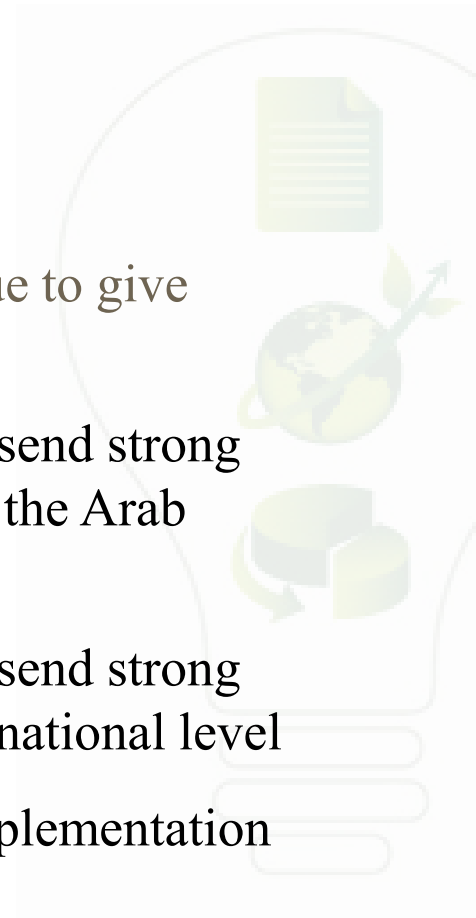 ue to give
send strong
the Arab
send strong
national level
plementation